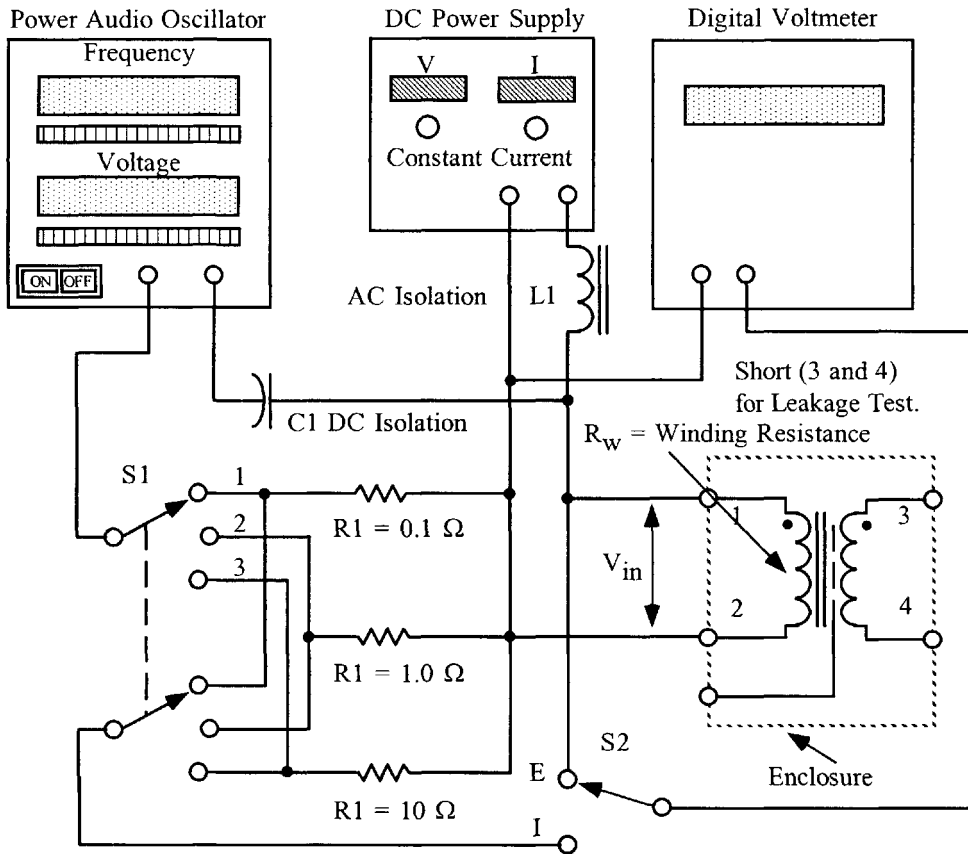 Power Audio Oscillator
DC Power Supply
Digital Voltmeter
Frequency
Voltage
ON OFF
V I
Constant Current
AC Isolation
L1
C1 DC Isolation
Short (3 and 4)
for Leakage Test.
Rw = Winding Resistance
S1
1
2
3
R1 = 0.1 Ω
R1 = 1.0 Ω
R1 = 10 Ω
Vin
1
2
3
4
S2
E
I
Enclosure